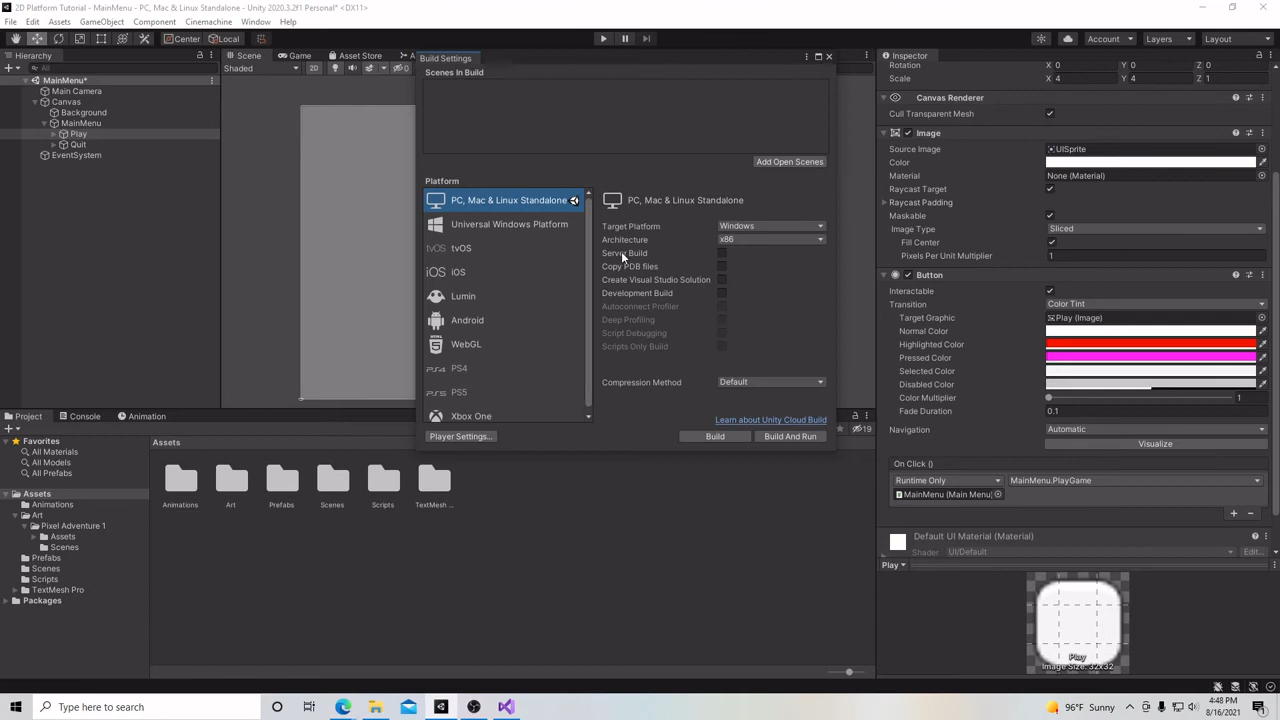 2D Platform Tutorial - MainMenu - PC, Mac & Linux Standalone - Unity 2020.3.2f1 Personal* <DX11>
File Edit Assets GameObject Component Cinemachine Window Help
Center Local
Account Layers Layout
Hierarchy
Scene Game Asset Store
Build Settings
Inspector
All
Shaded 2D
MainMenu*
Main Camera
Canvas
Background
MainMenu
Play
Quit
EventSystem
Scenes In Build
Add Open Scenes
Platform
PC, Mac & Linux Standalone
Universal Windows Platform
tvOS tvOS
iOS iOS
Lumin
Android
WebGL
PS4 PS4
PS5 PS5
Xbox One
PC, Mac & Linux Standalone
Target Platform Windows
Architecture x86
Server Build
Copy PDB files
Create Visual Studio Solution
Development Build
Autoconnect Profiler
Deep Profiling
Script Debugging
Scripts Only Build
Compression Method Default
Learn about Unity Cloud Build
Player Settings...
Build Build And Run
Rotation X 0 Y 0 Z 0
Scale X 4 Y 4 Z 1
Canvas Renderer
Cull Transparent Mesh
Image
Source Image UISprite
Color
Material None (Material)
Raycast Target
Raycast Padding
Maskable
Image Type Sliced
Fill Center
Pixels Per Unit Multiplier 1
Button
Interactable
Transition Color Tint
Target Graphic Play (Image)
Normal Color
Highlighted Color
Pressed Color
Selected Color
Disabled Color
Color Multiplier 1
Fade Duration 0.1
Navigation Automatic
Visualize
On Click ()
Runtime Only MainMenu.PlayGame
MainMenu (Main Menu)
Default UI Material (Material)
Shader UI/Default Edit...
Play
Play
Image Size: 32x32
Project Console Animation
19
Favorites
All Materials
All Models
All Prefabs
Assets
Animations
Art
Pixel Adventure 1
Assets
Scenes
Prefabs
Scenes
Scripts
TextMesh Pro
Packages
Assets
Animations Art Prefabs Scenes Scripts TextMesh ...
Type here to search
96°F Sunny
4:48 PM
8/16/2021